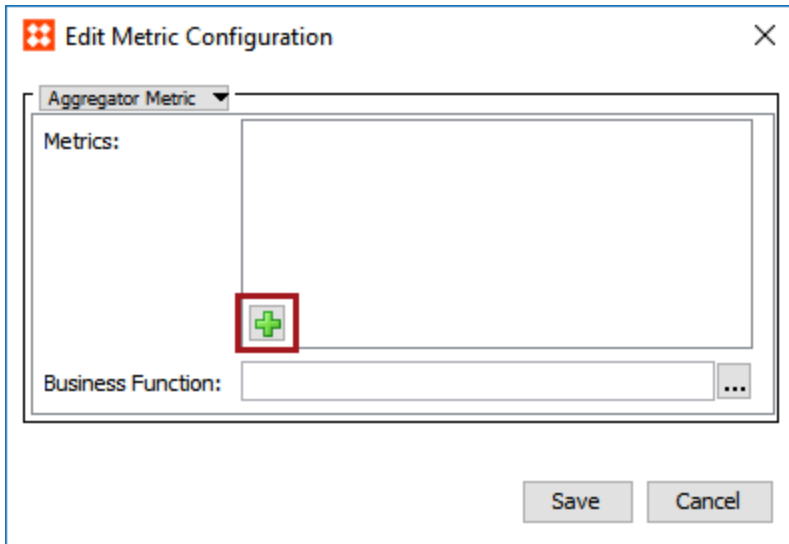 Edit Metric Configuration
Aggregator Metric
Metrics:
Business Function:
...
Save
Cancel